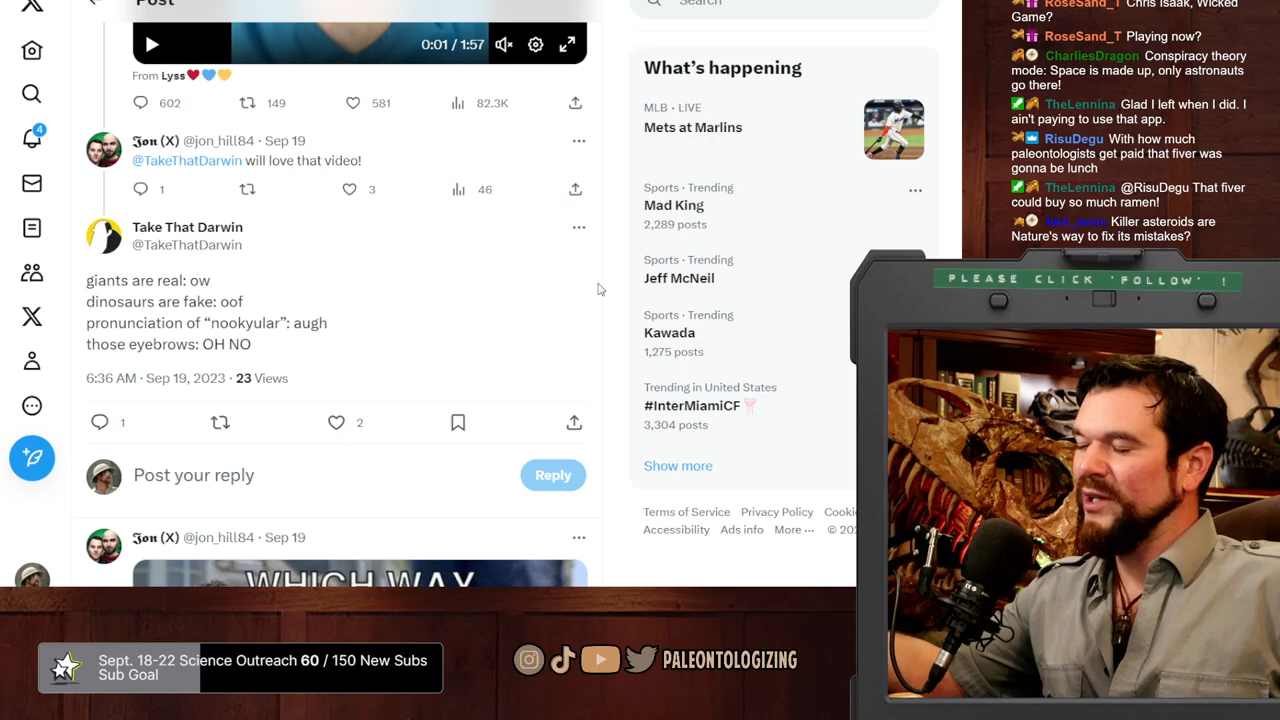 Post
Search
0:01 / 1:57
From Lyss
602
149
581
82.3K
Jon (X) @jon_hill84 · Sep 19
@TakeThatDarwin will love that video!
1
3
46
Take That Darwin
@TakeThatDarwin
giants are real: ow
dinosaurs are fake: oof
pronunciation of “nookyular”: augh
those eyebrows: OH NO
6:36 AM · Sep 19, 2023 · 23 Views
1
2
Post your reply
Reply
Jon (X) @jon_hill84 · Sep 19
WHICH WAY
4
What’s happening
MLB · LIVE
Mets at Marlins
Sports · Trending
Mad King
2,289 posts
Sports · Trending
Jeff McNeil
Sports · Trending
Kawada
1,275 posts
Trending in United States
#InterMiamiCF
3,404 posts
Show more
Terms of Service Privacy Policy Cookie
Accessibility Ads info More ··· © 20
RoseSand_T Chris Isaak, Wicked
Game?
RoseSand_T Playing now?
CharliesDragon Conspiracy theory
mode: Space is made up, only astronauts
go there!
TheLennina Glad I left when I did. I
ain't paying to use that app.
RisuDegu With how much
paleontologists get paid that fiver was
gonna be lunch
TheLennina @RisuDegu That fiver
could buy so much ramen!
Killer asteroids are
Nature's way to fix its mistakes?
PLEASE CLICK 'FOLLOW' !
Sept. 18-22 Science Outreach 60 / 150 New Subs
Sub Goal
PALEONTOLOGIZING